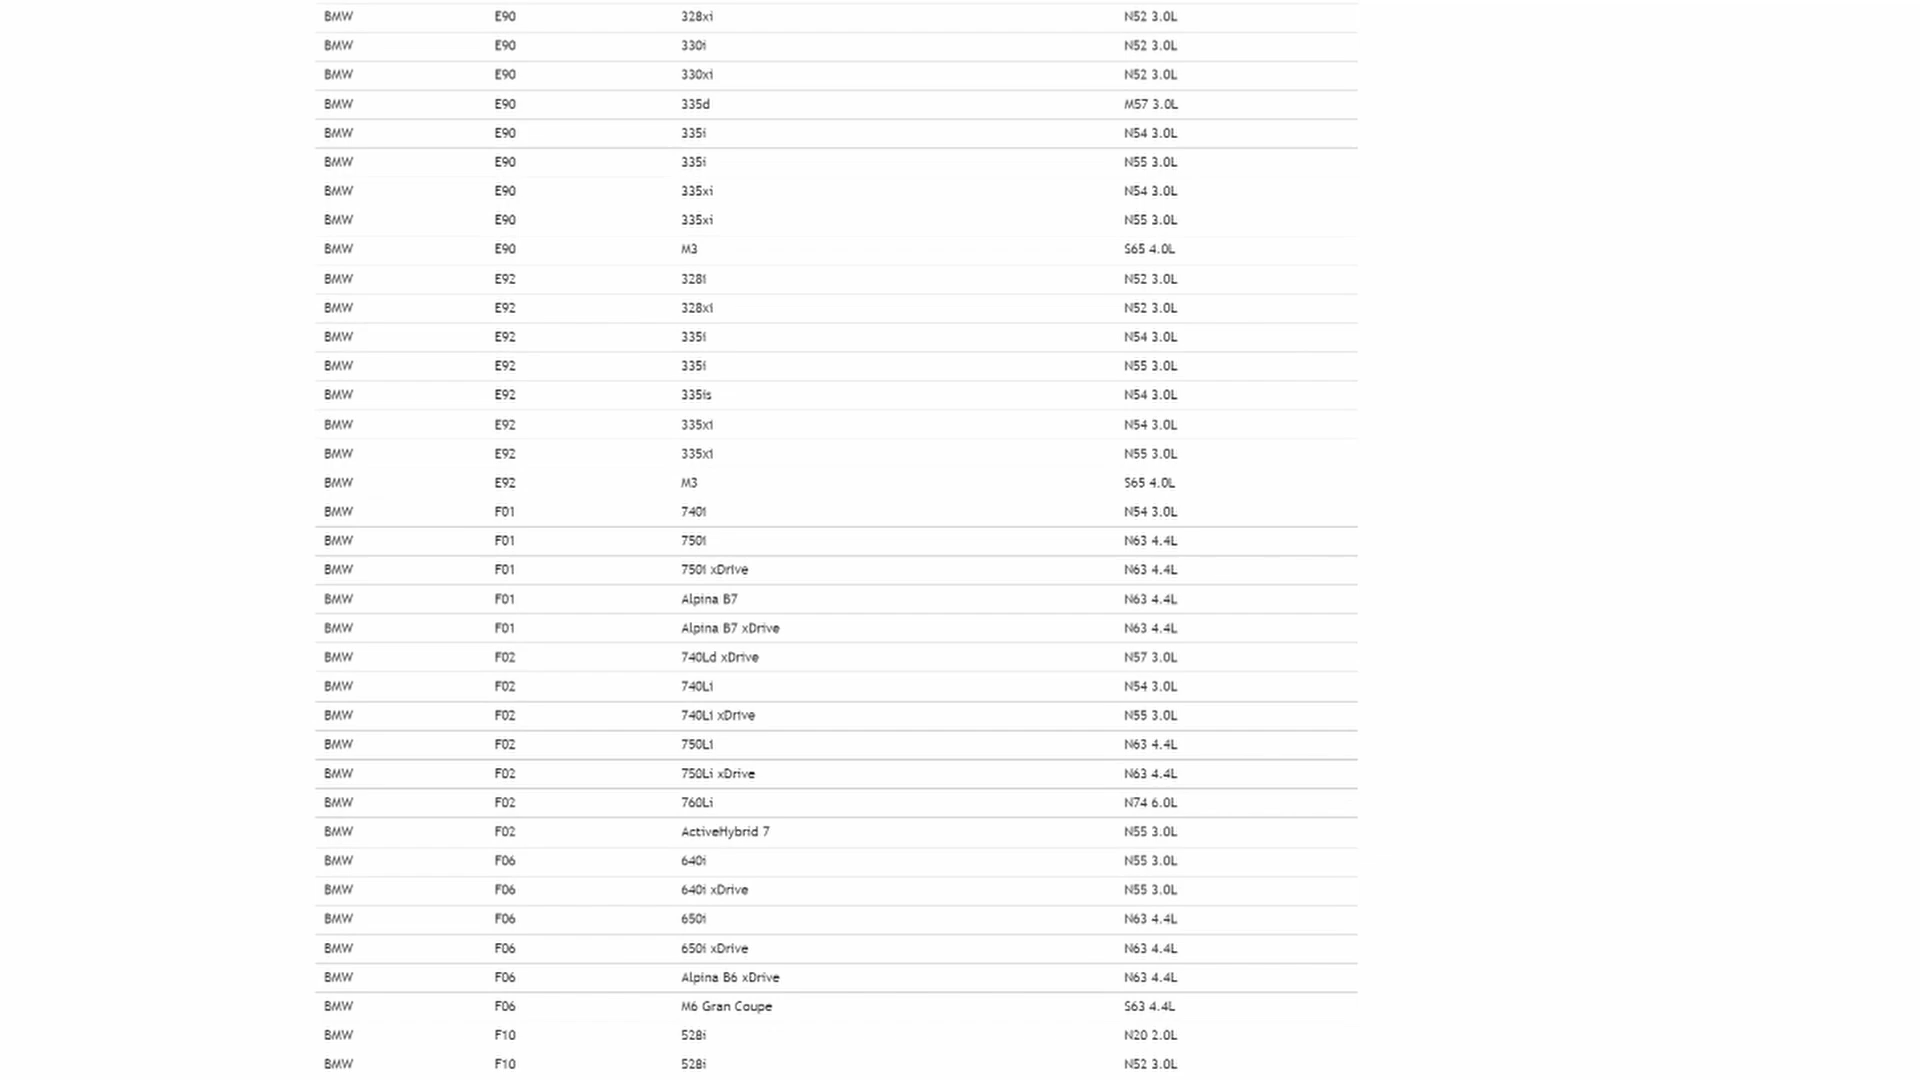 BMW E90 328xi N52 3.0L
BMW E90 330i N52 3.0L
BMW E90 330xi N52 3.0L
BMW E90 335d M57 3.0L
BMW E90 335i N54 3.0L
BMW E90 335i N55 3.0L
BMW E90 335xi N54 3.0L
BMW E90 335xi N55 3.0L
BMW E90 M3 S65 4.0L
BMW E92 328i N52 3.0L
BMW E92 328xi N52 3.0L
BMW E92 335i N54 3.0L
BMW E92 335i N55 3.0L
BMW E92 335is N54 3.0L
BMW E92 335xi N54 3.0L
BMW E92 335xi N55 3.0L
BMW E92 M3 S65 4.0L
BMW F01 740i N54 3.0L
BMW F01 750i N63 4.4L
BMW F01 750i xDrive N63 4.4L
BMW F01 Alpina B7 N63 4.4L
BMW F01 Alpina B7 xDrive N63 4.4L
BMW F02 740Ld xDrive N57 3.0L
BMW F02 740Li N54 3.0L
BMW F02 740Li xDrive N55 3.0L
BMW F02 750Li N63 4.4L
BMW F02 750Li xDrive N63 4.4L
BMW F02 760Li N74 6.0L
BMW F02 ActiveHybrid 7 N55 3.0L
BMW F06 640i N55 3.0L
BMW F06 640i xDrive N55 3.0L
BMW F06 650i N63 4.4L
BMW F06 650i xDrive N63 4.4L
BMW F06 Alpina B6 xDrive N63 4.4L
BMW F06 M6 Gran Coupe S63 4.4L
BMW F10 528i N20 2.0L
BMW F10 528i N52 3.0L